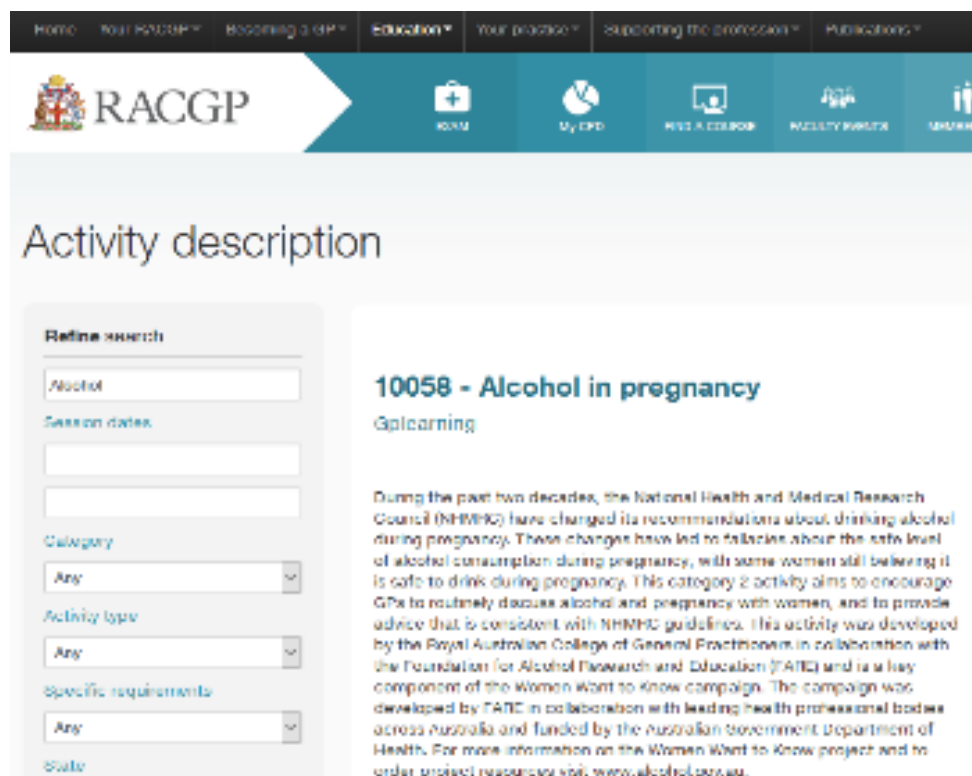 Home Your RACGP Becoming a GP Education Your practice Supporting the profession Publications
RACGP
EXAM My CPD FIND A COURSE FACULTY EVENTS
Activity description
Refine search
Alcohol
Session dates
Category
Any
Activity type
Any
Specific requirements
Any
State
10058 - Alcohol in pregnancy
Gplearning
During the past two decades, the National Health and Medical Research
Council (NHMRC) have changed its recommendations about drinking alcohol
during pregnancy. These changes have led to fallacies about the safe level
of alcohol consumption during pregnancy, with some women still believing it
is safe to drink during pregnancy. This category 2 activity aims to encourage
GPs to routinely discuss alcohol and pregnancy with women, and to provide
advice that is consistent with NHMRC guidelines. This activity was developed
by the Royal Australian College of General Practitioners in collaboration with
the Foundation for Alcohol Research and Education (FARE) and is a key
component of the Women Want to Know campaign. The campaign was
developed by FARE in collaboration with leading health professional bodies
across Australia and funded by the Australian Government Department of
Health. For more information on the Women Want to Know project and to
order project resources visit www.alcohol.gov.au.